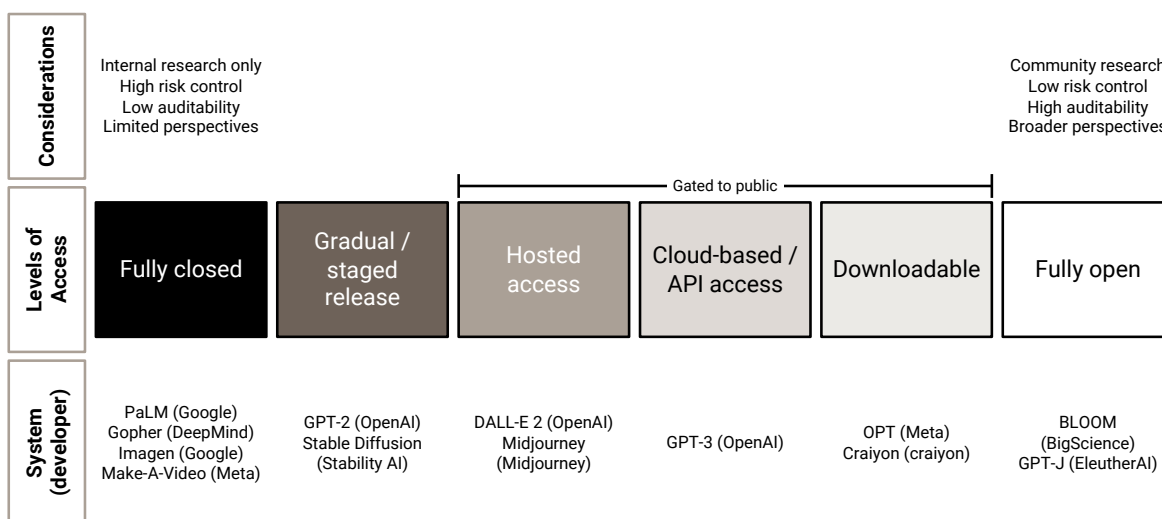 Considerations
Internal research only
High risk control
Low auditability
Limited perspectives
Community research
Low risk control
High auditability
Broader perspectives
Gated to public
Levels of
Access
Fully closed
Gradual /
staged
release
Hosted
access
Cloud-based /
API access
Downloadable
Fully open
System
(developer)
PaLM (Google)
Gopher (DeepMind)
Imagen (Google)
Make-A-Video (Meta)
GPT-2 (OpenAI)
Stable Diffusion
(Stability AI)
DALL-E 2 (OpenAI)
Midjourney
(Midjourney)
GPT-3 (OpenAI)
OPT (Meta)
Craiyon (craiyon)
BLOOM
(BigScience)
GPT-J (EleutherAI)